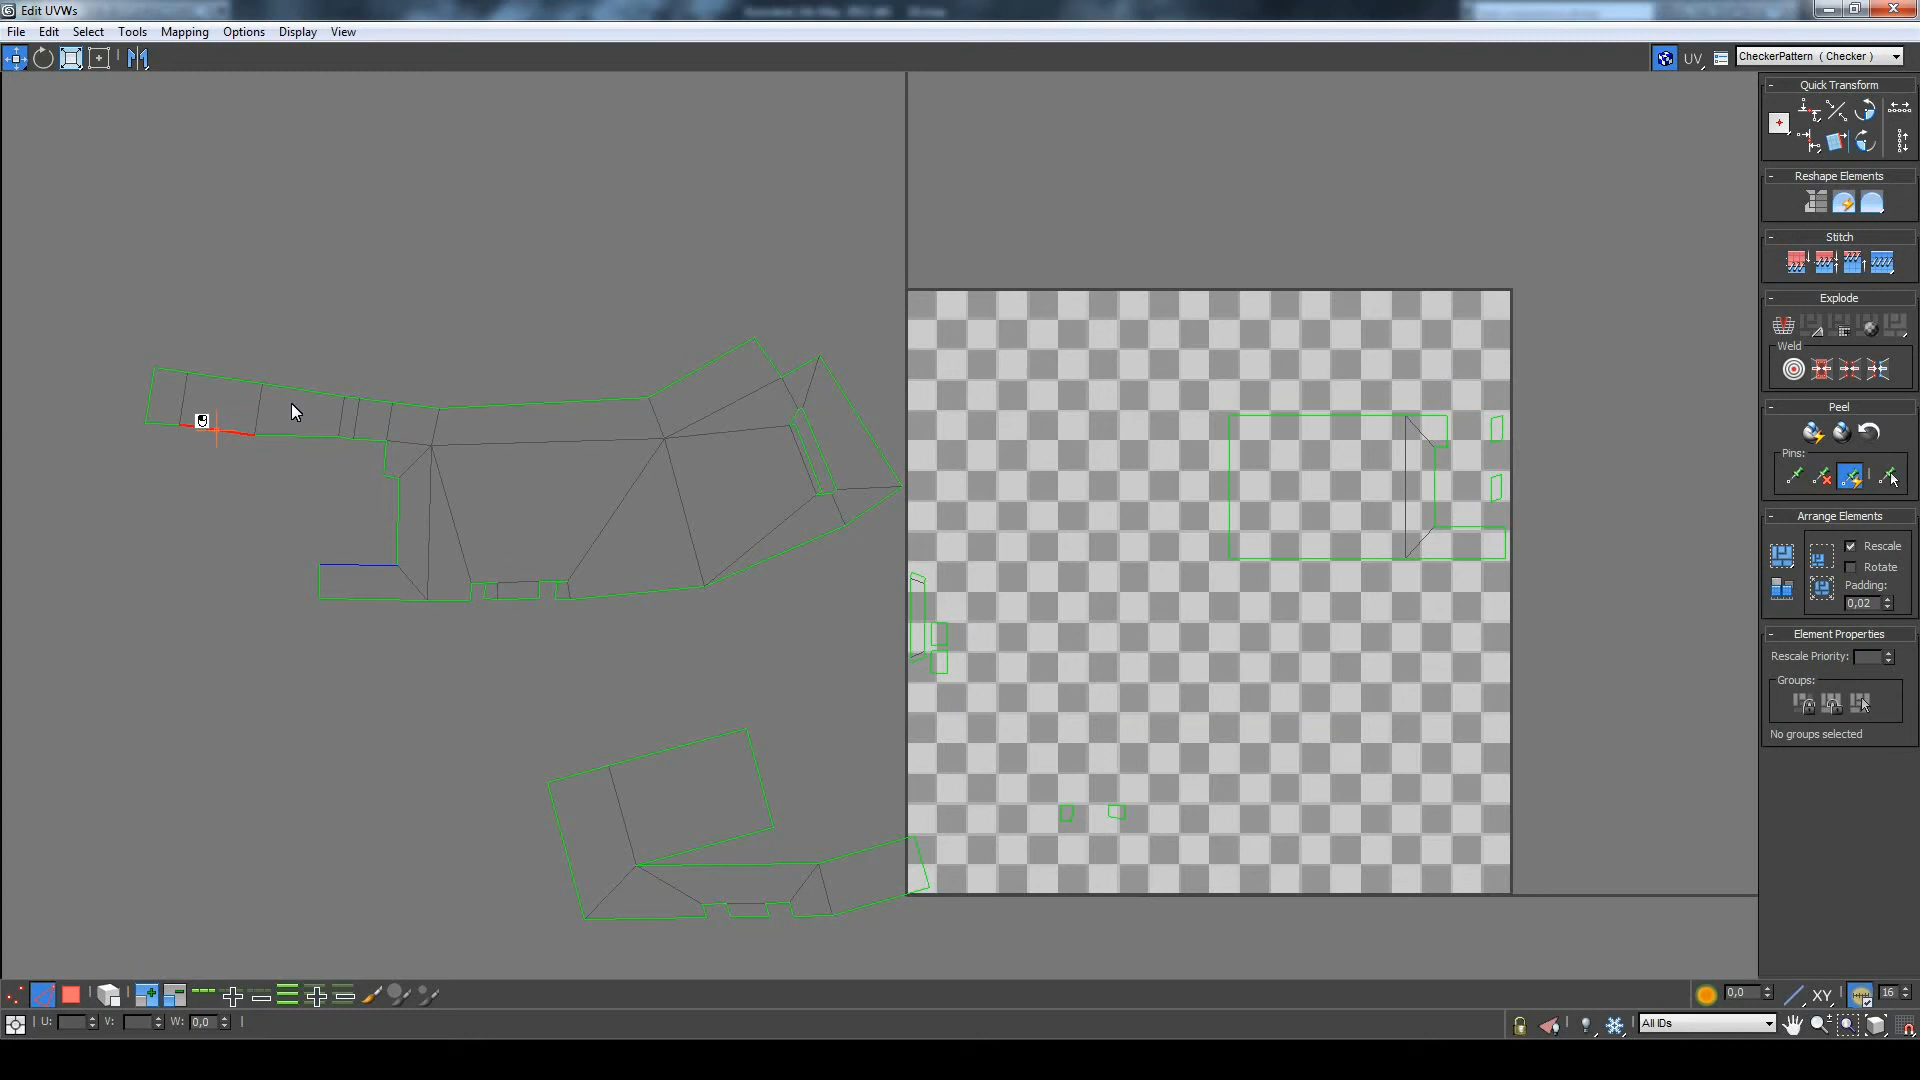 Edit UVWs
File Edit Select Tools Mapping Options Display View
UV CheckerPattern ( Checker )
Quick Transform
Reshape Elements
Stitch
Explode
Weld
Peel
Pins:
Arrange Elements
Rescale
Rotate
Padding:
0,02
Element Properties
Rescale Priority:
Groups:
No groups selected
0,0 XY 16
U: V: W: 0,0 All IDs